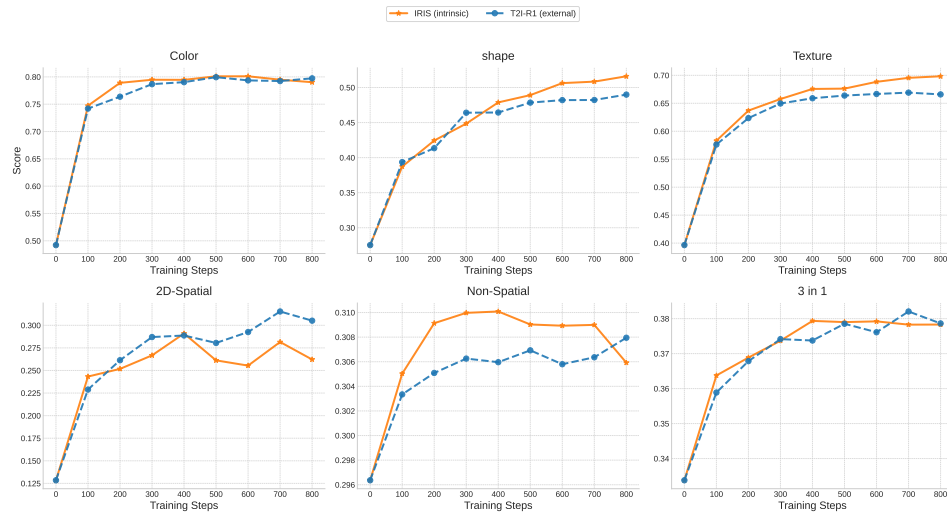 IRIS (intrinsic) T2I-R1 (external)
Color
shape
Texture
Score
0.80
0.75
0.70
0.65
0.60
0.55
0.50
0 100 200 300 400 500 600 700 800
Training Steps
0.50
0.45
0.40
0.35
0.30
0 100 200 300 400 500 600 700 800
Training Steps
0.70
0.65
0.60
0.55
0.50
0.45
0.40
0 100 200 300 400 500 600 700 800
Training Steps
2D-Spatial
Non-Spatial
3 in 1
0.300
0.275
0.250
0.225
0.200
0.175
0.150
0.125
0 100 200 300 400 500 600 700 800
Training Steps
0.310
0.308
0.306
0.304
0.302
0.300
0.298
0.296
0 100 200 300 400 500 600 700 800
Training Steps
0.38
0.37
0.36
0.35
0.34
0 100 200 300 400 500 600 700 800
Training Steps